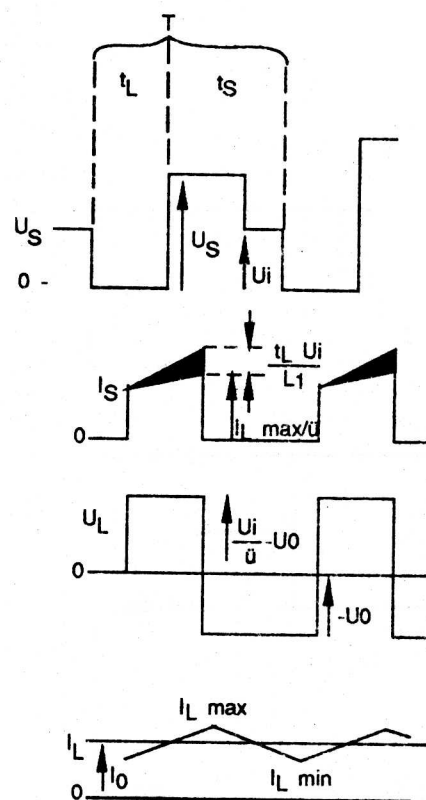 T
tL tS
US
US Ui
0 -
tL Ui
L1
IS
IL max/ü
0
UL
Ui
ü
-U0
0
-U0
IL max
IL
I0
IL min
0